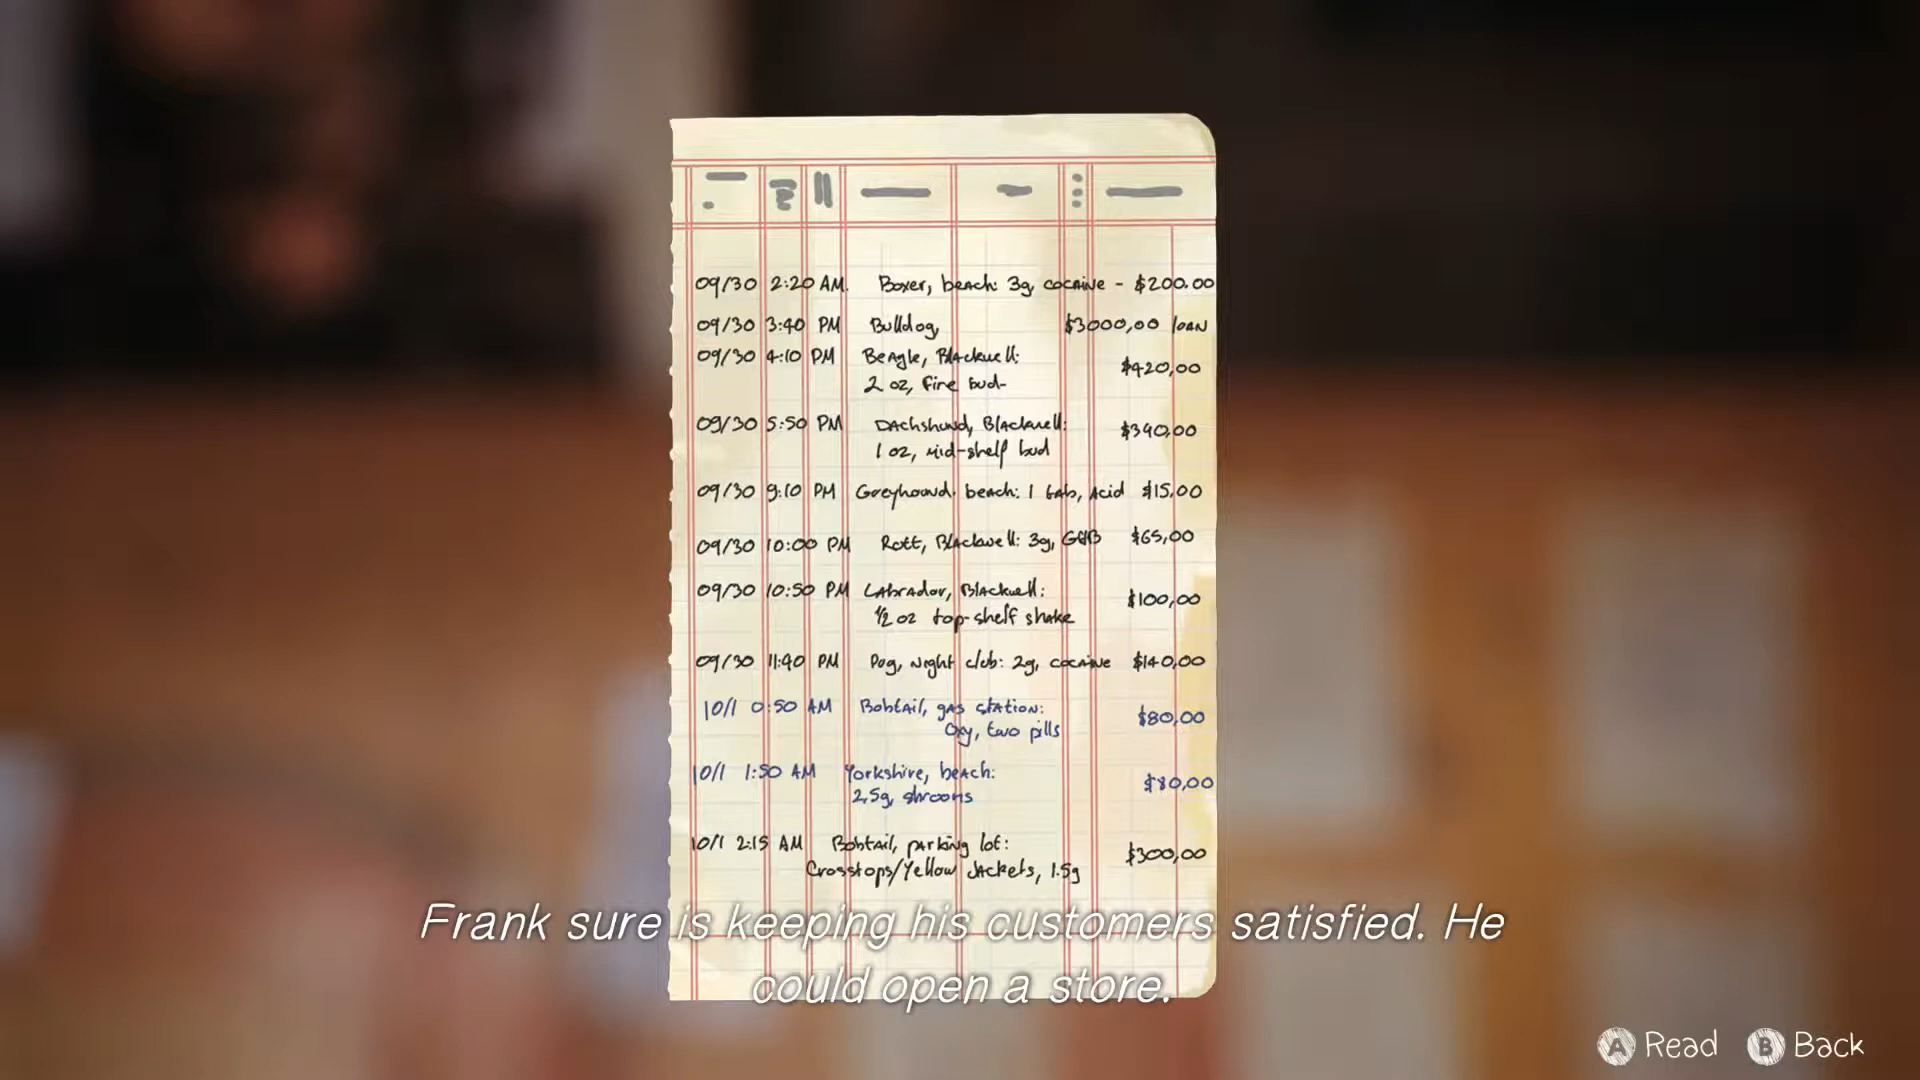 09/30 2:20 AM. Boxer, beach: 3g, cocaine - $200.00
09/30 3:40 PM Bulldog, $3000,00 loan
09/30 4:10 PM Beagle, Blackwell:
2 oz, fire bud- $420,00
09/30 5:50 PM Dachshund, Blackwell: $340,00
1 oz, mid-shelf bud
09/30 9:10 PM Greyhound, beach: 1 tab, acid $15,00
09/30 10:00 PM Rott, Blackwell: 3g, GHB $65,00
09/30 10:50 PM Labrador, Blackwell: $100,00
1/2 oz top-shelf shake
09/30 11:40 PM Pog, night club: 2g, cocaine $140,00
10/1 0:50 AM Bobtail, gas station: $80,00
Oxy, two pills
10/1 1:50 AM Yorkshire, beach: $80,00
2,5g, shrooms
10/1 2:15 AM Bobtail, parking lot: $300,00
Crosstops/Yellow Jackets, 1.5g
Frank sure is keeping his customers satisfied. He
could open a store.
A Read B Back